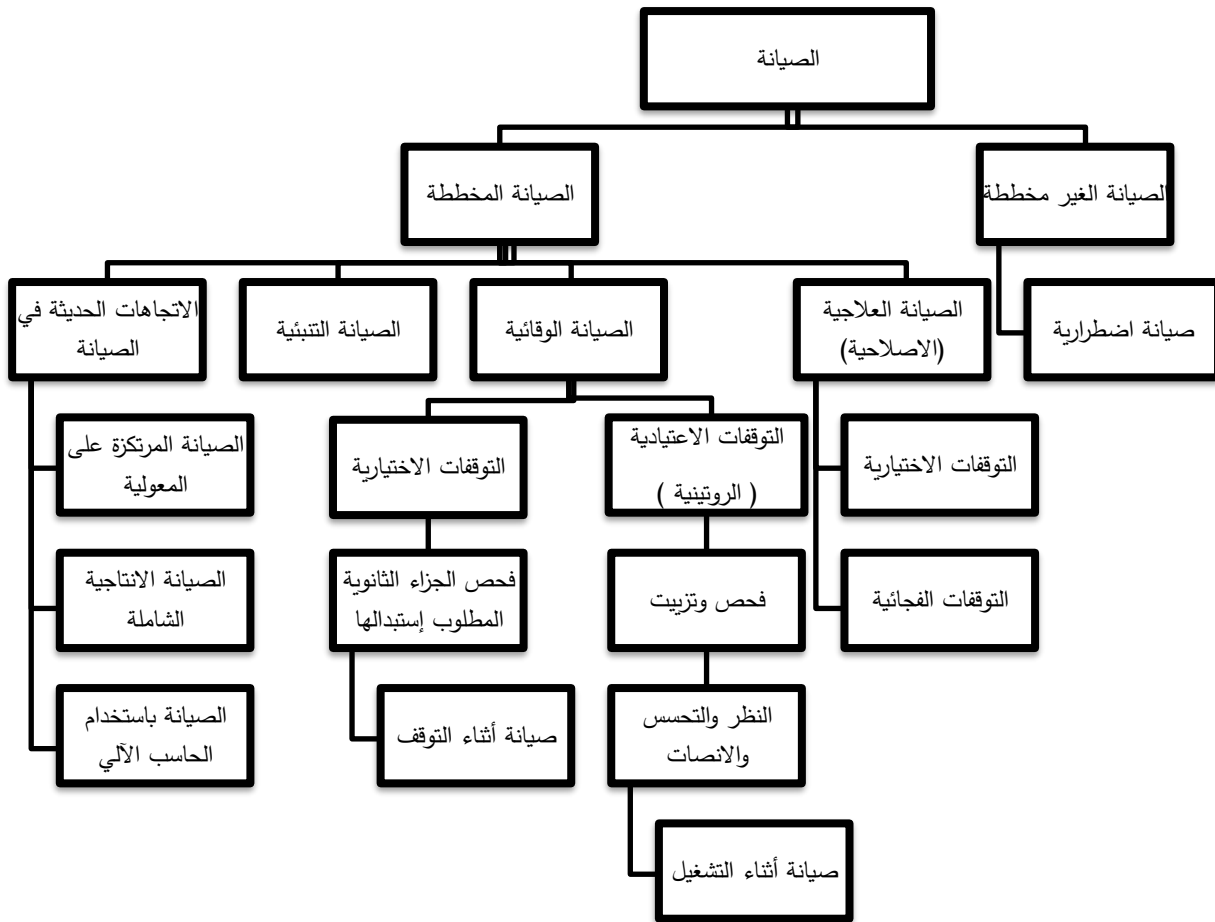 الصيانة
الصيانة الغير مخططة
الصيانة المخططة
صيانة اضطرارية
الصيانة العلاجية
(الاصلاحية)
الصيانة الوقائية
الصيانة التنبئية
الاتجاهات الحديثة في
الصيانة
التوقفات الاختيارية
التوقفات الاعتيادية
( الروتينية )
التوقفات الاختيارية
الصيانة المرتكزة على
المعولية
التوقفات الفجائية
فحص وتزييت
فحص الجزاء الثانوية
المطلوب إستبدالها
الصيانة الانتاجية
الشاملة
النظر والتحسس
والانصات
صيانة أثناء التوقف
الصيانة باستخدام
الحاسب الآلي
صيانة أثناء التشغيل